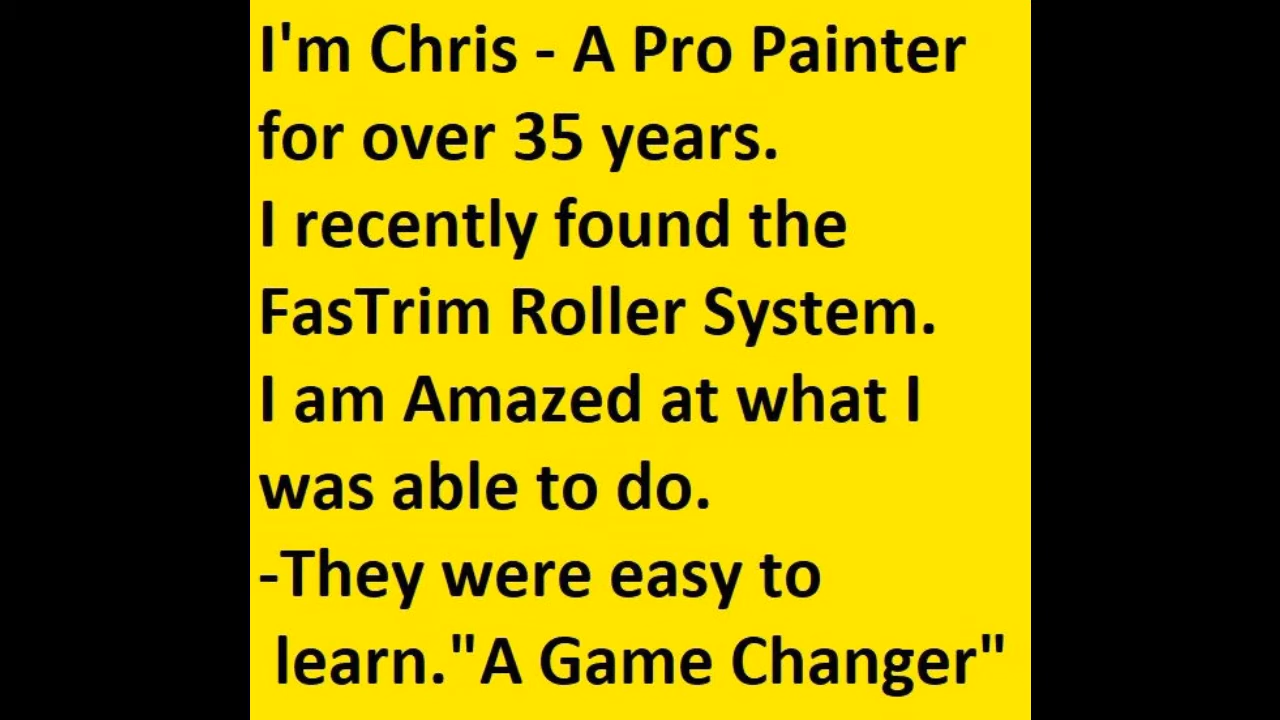 I'm Chris - A Pro Painter
for over 35 years.
I recently found the
FasTrim Roller System.
I am Amazed at what I
was able to do.
-They were easy to
learn."A Game Changer"